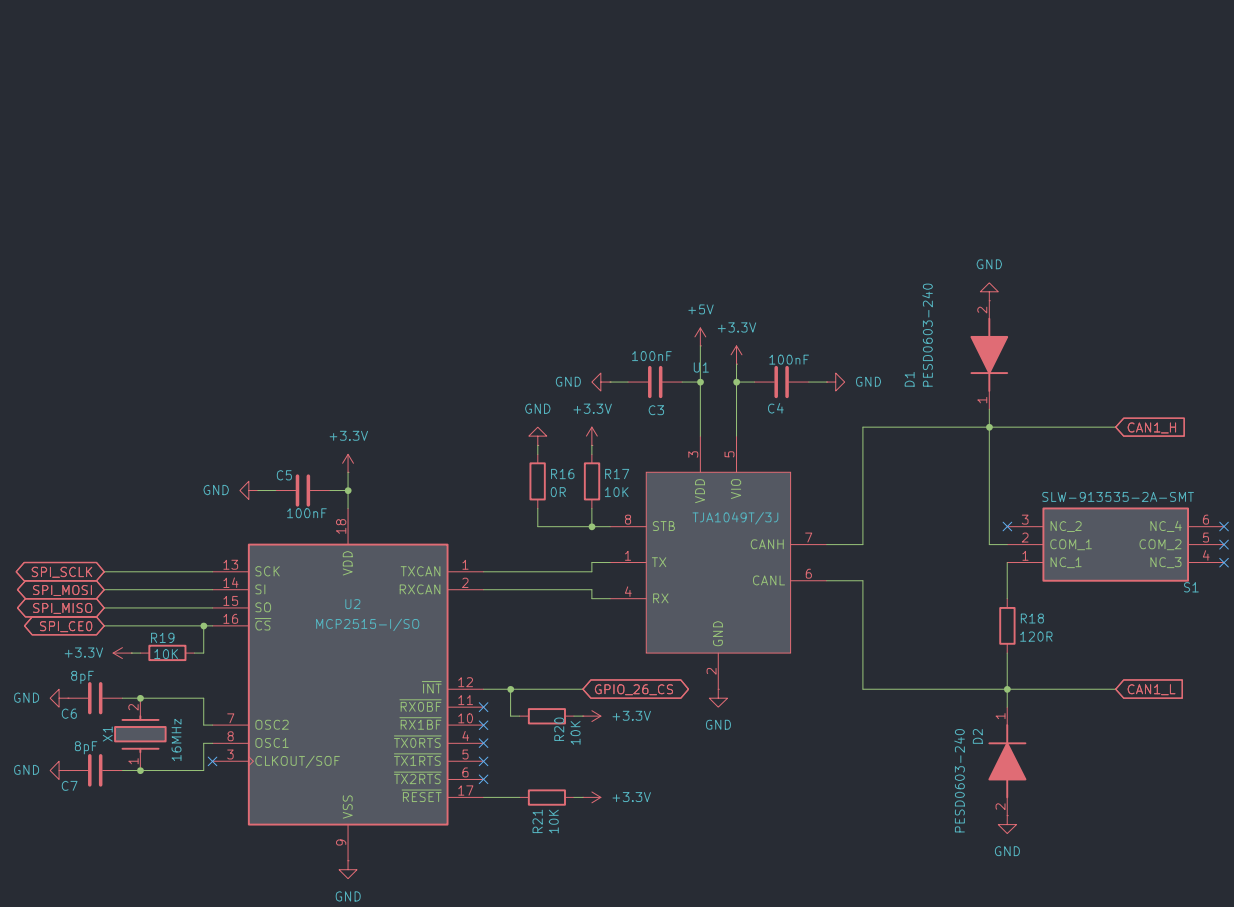 GND
2
D1
PESD0603-240
1
CAN1_H
+5V
+3.3V
100nF
U1
100nF
GND
C3
C4
GND
GND
+3.3V
R16
0R
R17
10K
3
5
VDD
VIO
TJA1049T/3J
8
STB
1
TX
4
RX
CANH
7
CANL
6
GND
2
GND
SLW-913535-2A-SMT
3
NC_2
NC_4
6
2
COM_1
COM_2
5
1
NC_1
NC_3
4
S1
R18
120R
CAN1_L
1
D2
PESD0603-240
2
GND
+3.3V
C5
GND
100nF
18
VDD
SPI_SCLK
13
SCK
TXCAN
1
SPI_MOSI
14
SI
RXCAN
2
SPI_MISO
15
SO
U2
SPI_CE0
16
CS
MCP2515-I/SO
R19
+3.3V
10K
8pF
GND
C6
2
X1
16MHz
1
8pF
GND
C7
7
OSC2
8
OSC1
3
CLKOUT/SOF
INT
12
GPIO_26_CS
RX0BF
11
RX1BF
10
R20
10K
+3.3V
TX0RTS
4
TX1RTS
5
TX2RTS
6
RESET
17
R21
10K
+3.3V
VSS
9
GND